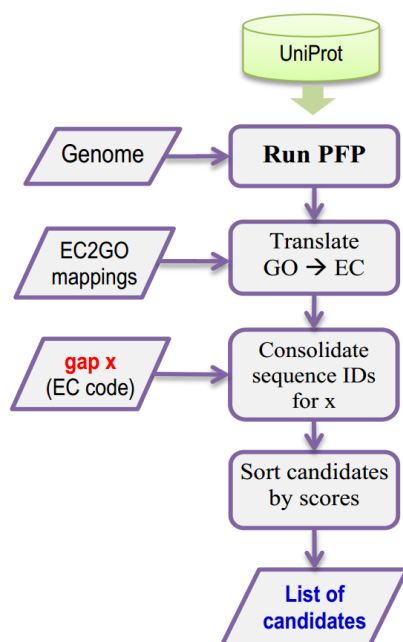 UniProt
Genome
Run PFP
EC2GO
mappings
Translate
GO → EC
gap x
(EC code)
Consolidate
sequence IDs
for x
Sort candidates
by scores
List of
candidates